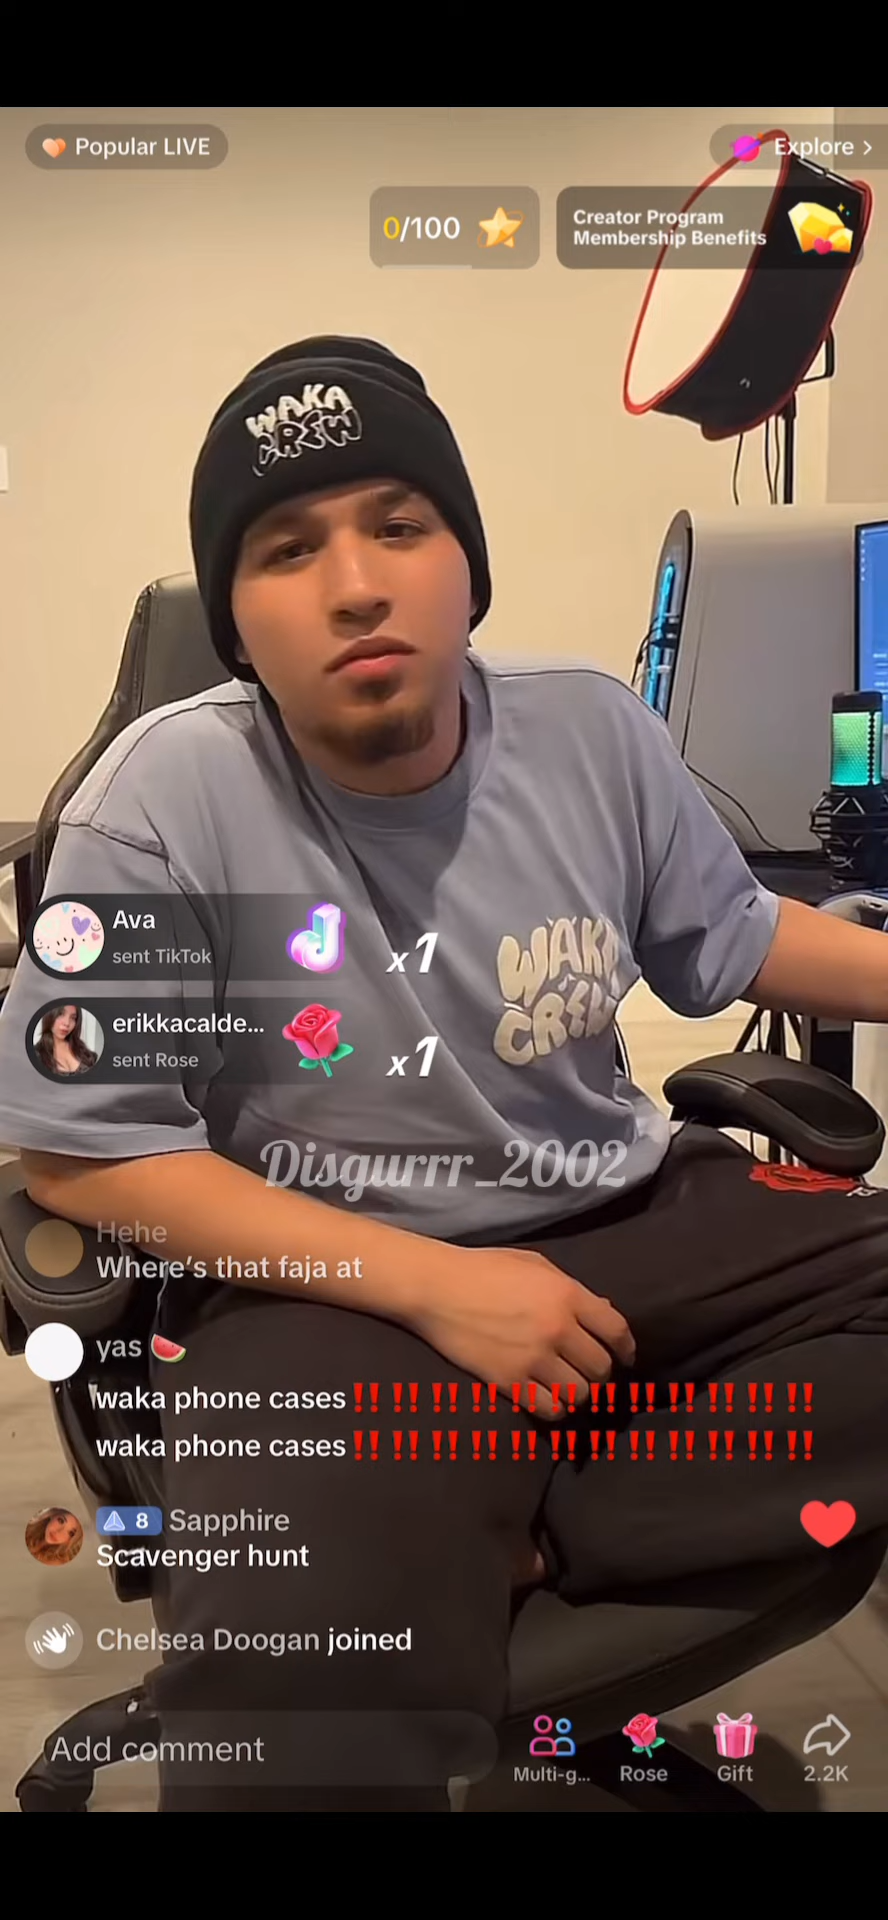 Popular LIVE
Explore >
0/100
Creator Program
Membership Benefits
WAKA
CREW
Ava
sent TikTok
x1
WAKA
CREW
erikkacalde...
sent Rose
x1
Disgurrr_2002
Hehe
Where's that faja at
yas 🍉
waka phone cases‼️‼️‼️‼️‼️‼️‼️‼️‼️‼️‼️‼️
waka phone cases‼️‼️‼️‼️‼️‼️‼️‼️‼️‼️‼️‼️
8 Sapphire
Scavenger hunt
Chelsea Doogan joined
Add comment
Multi-g...
Rose
Gift
2.2K